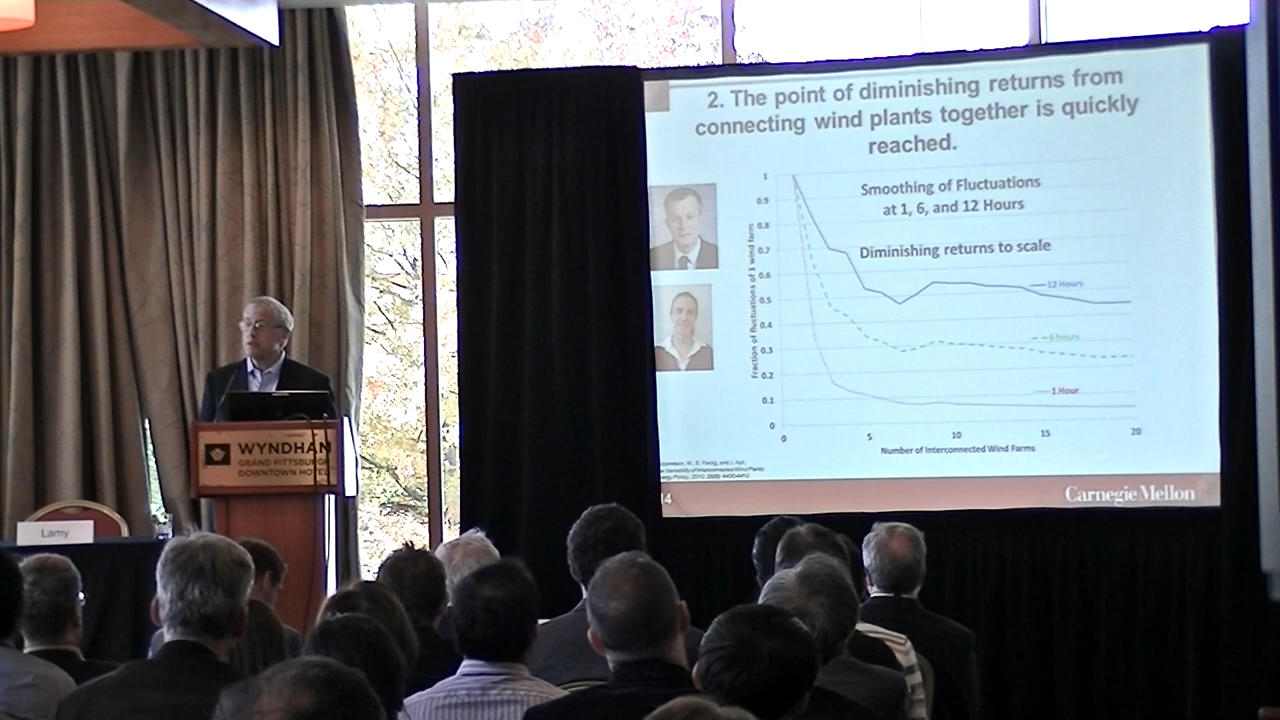 2. The point of diminishing returns from
connecting wind plants together is quickly
reached.
Smoothing of Fluctuations
at 1, 6, and 12 Hours
Diminishing returns to scale
Fraction of fluctuations of 1 wind farm
1
0.9
0.8
0.7
0.6
0.5
0.4
0.3
0.2
0.1
0
12 Hours
6 hours
1 Hour
0 5 10 15 20
Number of Interconnected Wind Farms
14
Carnegie Mellon
WYNDHAM
GRAND PITTSBURGH
DOWNTOWN HOTEL
Lamy